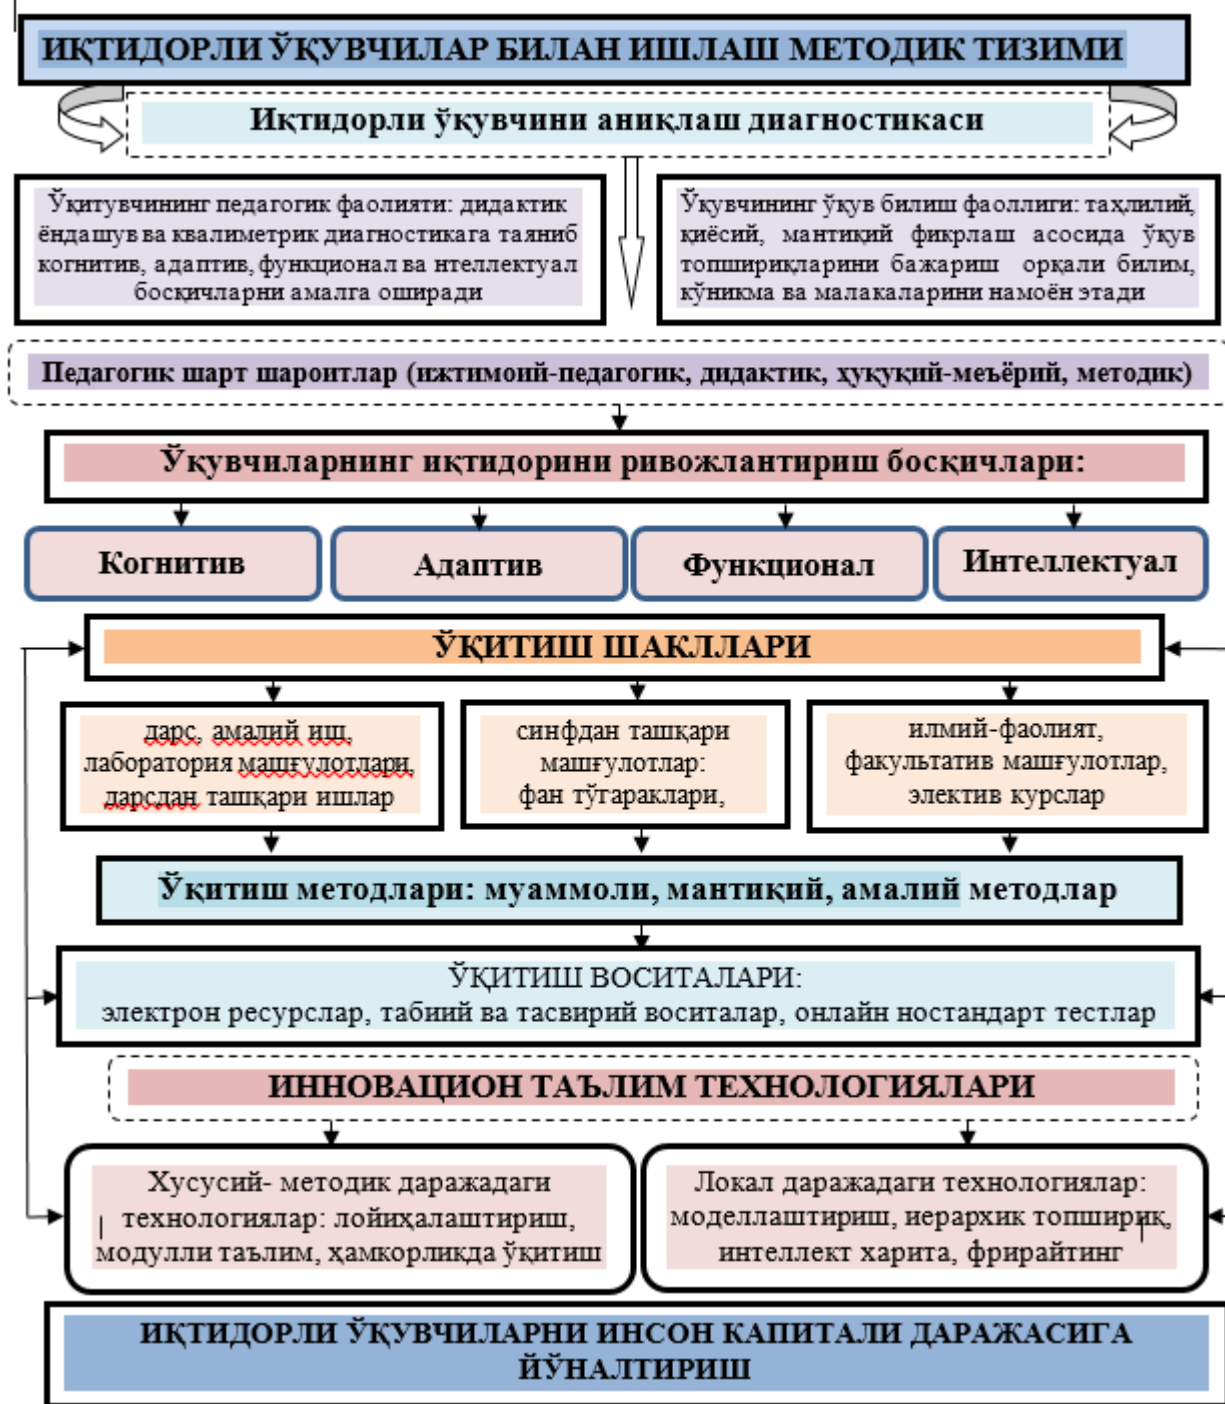 ИҚТИДОРЛИ ЎҚУВЧИЛАР БИЛАН ИШЛАШ МЕТОДИК ТИЗИМИ
Иқтидорли ўқувчини аниқлаш диагностикаси
Ўқитувчининг педагогик фаолияти: дидактик
ёндашув ва квалиметрик диагностикага таяниб
когнитив, адаптив, функционал ва нтеллектуал
босқичларни амалга оширади
Ўқувчининг ўқув билиш фаоллиги: таҳлилий,
қиёсий, мантиқий фикрлаш асосида ўқув
топшириқларини бажариш орқали билим,
кўникма ва малакаларини намоён этади
Педагогик шарт шароитлар (ижтимоий-педагогик, дидактик, ҳуқуқий-меъёрий, методик)
Ўқувчиларнинг иқтидорини ривожлантириш босқичлари:
Когнитив
Адаптив
Функционал
Интеллектуал
ЎҚИТИШ ШАКЛЛАРИ
дарс, амалий иш,
лаборатория машғулотлари,
дарсдан ташқари ишлар
синфдан ташқари
машғулотлар:
фан тўгараклари,
илмий-фаолият,
факультатив машғулотлар,
электив курслар
Ўқитиш методлари: муаммоли, мантиқий, амалий методлар
ЎҚИТИШ ВОСИТАЛАРИ:
электрон ресурслар, табиий ва тасвирий воситалар, онлайн ностандарт тестлар
ИННОВАЦИОН ТАЪЛИМ ТЕХНОЛОГИЯЛАРИ
Хусусий- методик даражадаги
технологиялар: лойиҳалаштириш,
модулли таълим, ҳамкорликда ўқитиш
Локал даражадаги технологиялар:
моделлаштириш, иерархик топшириқ,
интеллект харита, фрирайтинг
ИҚТИДОРЛИ ЎҚУВЧИЛАРНИ ИНСОН КАПИТАЛИ ДАРАЖАСИГА
ЙЎНАЛТИРИШ